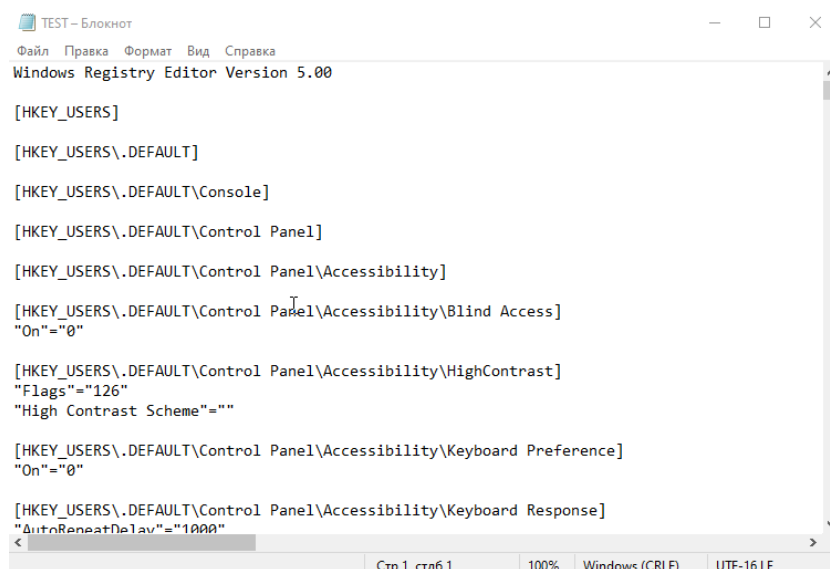 TEST – Блокнот
Файл Правка Формат Вид Справка
Windows Registry Editor Version 5.00
[HKEY_USERS]
[HKEY_USERS\.DEFAULT]
[HKEY_USERS\.DEFAULT\Console]
[HKEY_USERS\.DEFAULT\Control Panel]
[HKEY_USERS\.DEFAULT\Control Panel\Accessibility]
[HKEY_USERS\.DEFAULT\Control Panel\Accessibility\Blind Access]
"On"="0"
[HKEY_USERS\.DEFAULT\Control Panel\Accessibility\HighContrast]
"Flags"="126"
"High Contrast Scheme"=""
[HKEY_USERS\.DEFAULT\Control Panel\Accessibility\Keyboard Preference]
"On"="0"
[HKEY_USERS\.DEFAULT\Control Panel\Accessibility\Keyboard Response]
"AutoRepeatDelay"="1000"
Стр 1, стлб 1 100% Windows (CRLF) UTF-16 LE